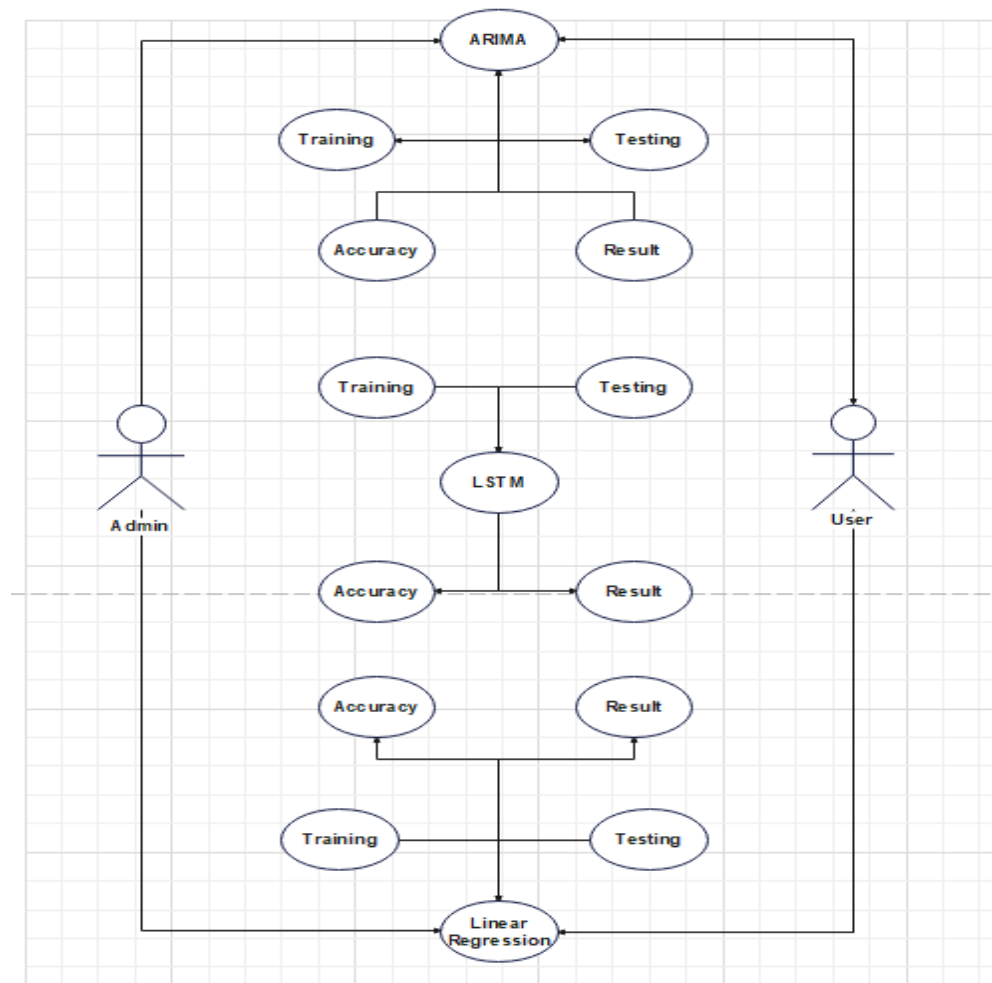 ARIMA
Training
Testing
Accuracy
Result
Training
Testing
LSTM
Admin
User
Accuracy
Result
Accuracy
Result
Training
Testing
Linear
Regression